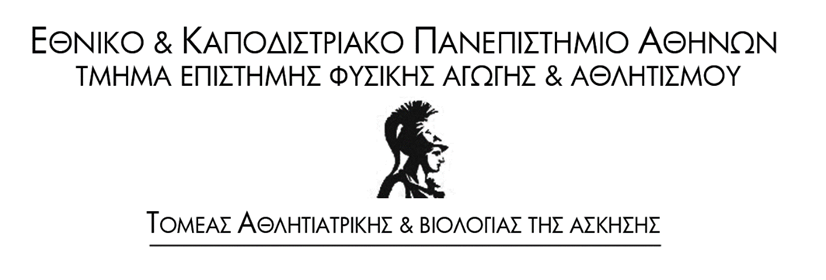 ΕΘΝΙΚΟ & ΚΑΠΟΔΙΣΤΡΙΑΚΟ ΠΑΝΕΠΙΣΤΗΜΙΟ ΑΘΗΝΩΝ
ΤΜΗΜΑ ΕΠΙΣΤΗΜΗΣ ΦΥΣΙΚΗΣ ΑΓΩΓΗΣ & ΑΘΛΗΤΙΣΜΟΥ
ΤΟΜΕΑΣ ΑΘΛΗΤΙΑΤΡΙΚΗΣ & ΒΙΟΛΟΓΙΑΣ ΤΗΣ ΑΣΚΗΣΗΣ